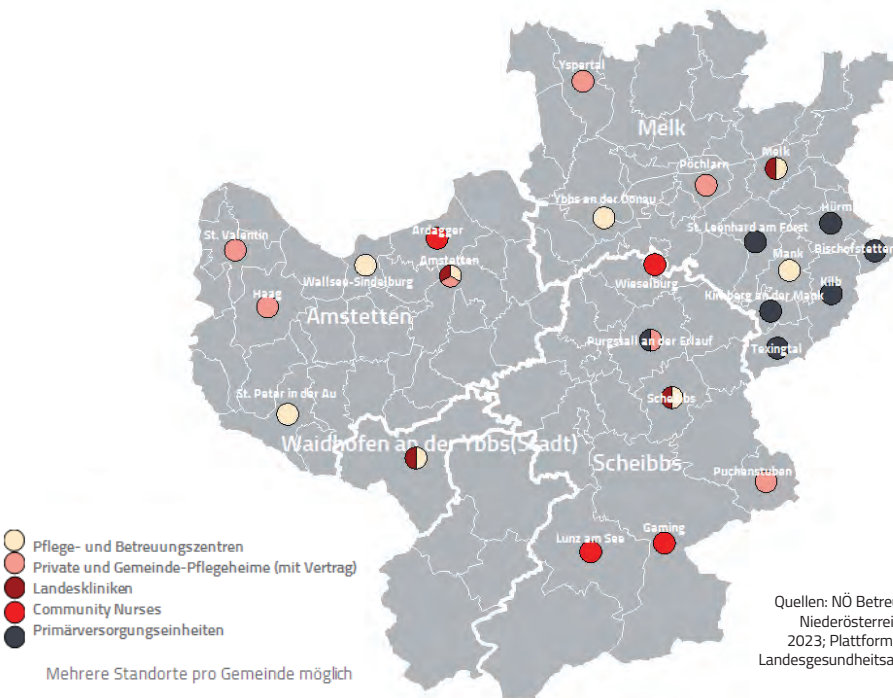 Yspertal
Melk
Melk
Pöchlarn
Ybbs an der Donau
Hürm
St. Leonhard am Forst
Bischofstetten
Mank
Kilb
Kirnberg an der Mank
Texingtal
St. Valentin
Ardagger
Amstetten
Wallsee-Sindelburg
Haag
Amstetten
Wieselburg
Purgstall an der Erlauf
St. Peter in der Au
Scheibbs
Waidhofen an der Ybbs(Stadt)
Scheibbs
Puchenstuben
Lunz am See
Gaming
Pflege- und Betreuungszentren
Private und Gemeinde-Pflegeheime (mit Vertrag)
Landeskliniken
Community Nurses
Primärversorgungseinheiten
Mehrere Standorte pro Gemeinde möglich
Quellen: NÖ Betreu
Niederösterrei
2023; Plattform
Landesgesundheitsa